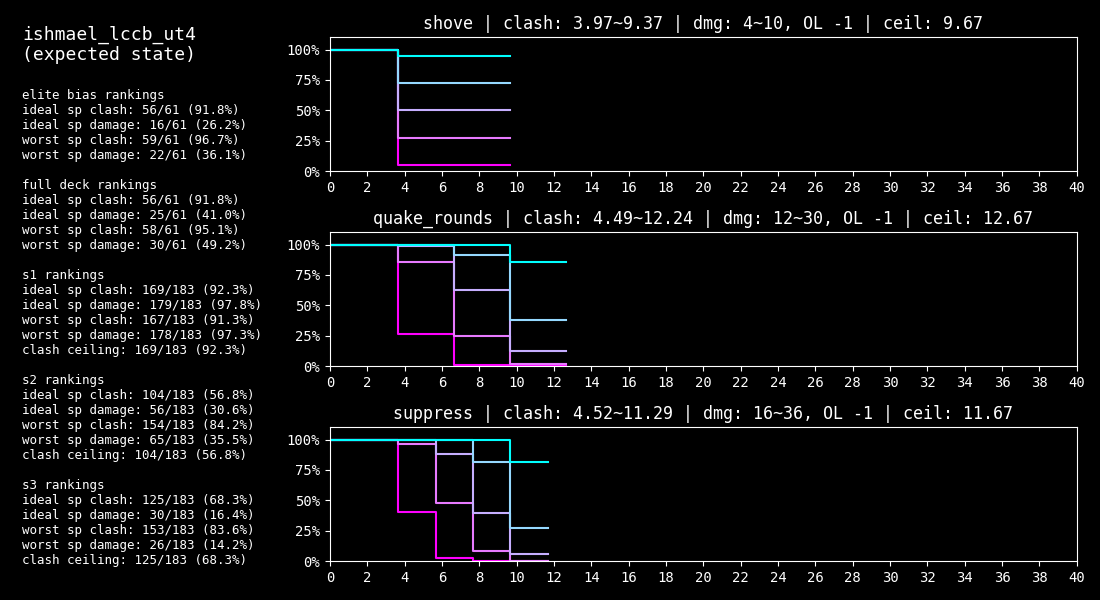 ishmael_lccb_ut4
(expected state)
elite bias rankings
ideal sp clash: 56/61 (91.8%)
ideal sp damage: 16/61 (26.2%)
worst sp clash: 59/61 (96.7%)
worst sp damage: 22/61 (36.1%)
full deck rankings
ideal sp clash: 56/61 (91.8%)
ideal sp damage: 25/61 (41.0%)
worst sp clash: 58/61 (95.1%)
worst sp damage: 30/61 (49.2%)
s1 rankings
ideal sp clash: 169/183 (92.3%)
ideal sp damage: 179/183 (97.8%)
worst sp clash: 167/183 (91.3%)
worst sp damage: 178/183 (97.3%)
clash ceiling: 169/183 (92.3%)
s2 rankings
ideal sp clash: 104/183 (56.8%)
ideal sp damage: 56/183 (30.6%)
worst sp clash: 154/183 (84.2%)
worst sp damage: 65/183 (35.5%)
clash ceiling: 104/183 (56.8%)
s3 rankings
ideal sp clash: 125/183 (68.3%)
ideal sp damage: 30/183 (16.4%)
worst sp clash: 153/183 (83.6%)
worst sp damage: 26/183 (14.2%)
clash ceiling: 125/183 (68.3%)
shove | clash: 3.97~9.37 | dmg: 4~10, OL -1 | ceil: 9.67
100%
75%
50%
25%
0%
0 2 4 6 8 10 12 14 16 18 20 22 24 26 28 30 32 34 36 38 40
quake_rounds | clash: 4.49~12.24 | dmg: 12~30, OL -1 | ceil: 12.67
100%
75%
50%
25%
0%
0 2 4 6 8 10 12 14 16 18 20 22 24 26 28 30 32 34 36 38 40
suppress | clash: 4.52~11.29 | dmg: 16~36, OL -1 | ceil: 11.67
100%
75%
50%
25%
0%
0 2 4 6 8 10 12 14 16 18 20 22 24 26 28 30 32 34 36 38 40